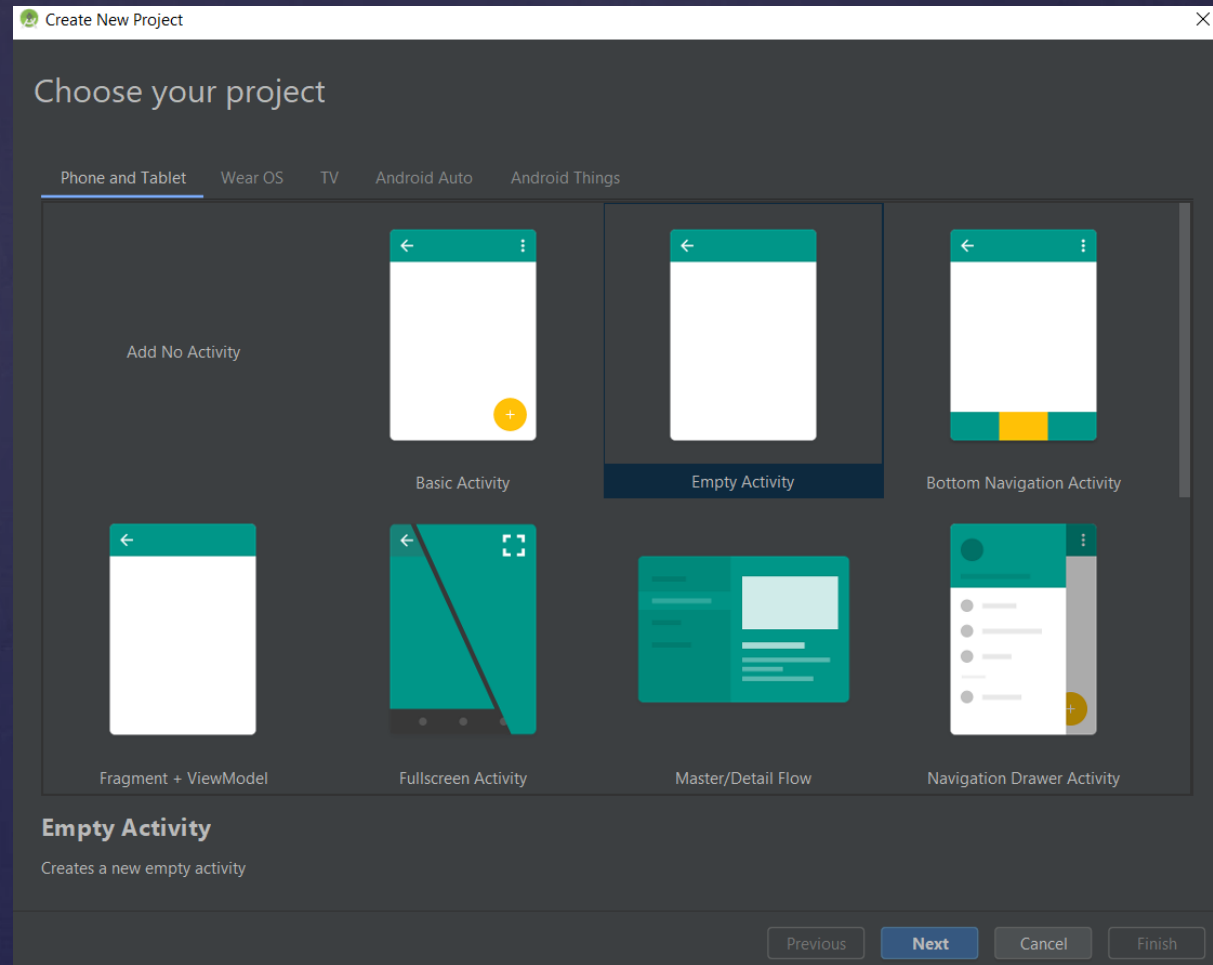 Create New Project
Choose your project
Phone and Tablet Wear OS TV Android Auto Android Things
Add No Activity
Basic Activity Empty Activity Bottom Navigation Activity
Fragment + ViewModel Fullscreen Activity Master/Detail Flow Navigation Drawer Activity
Empty Activity
Creates a new empty activity
Previous Next Cancel Finish